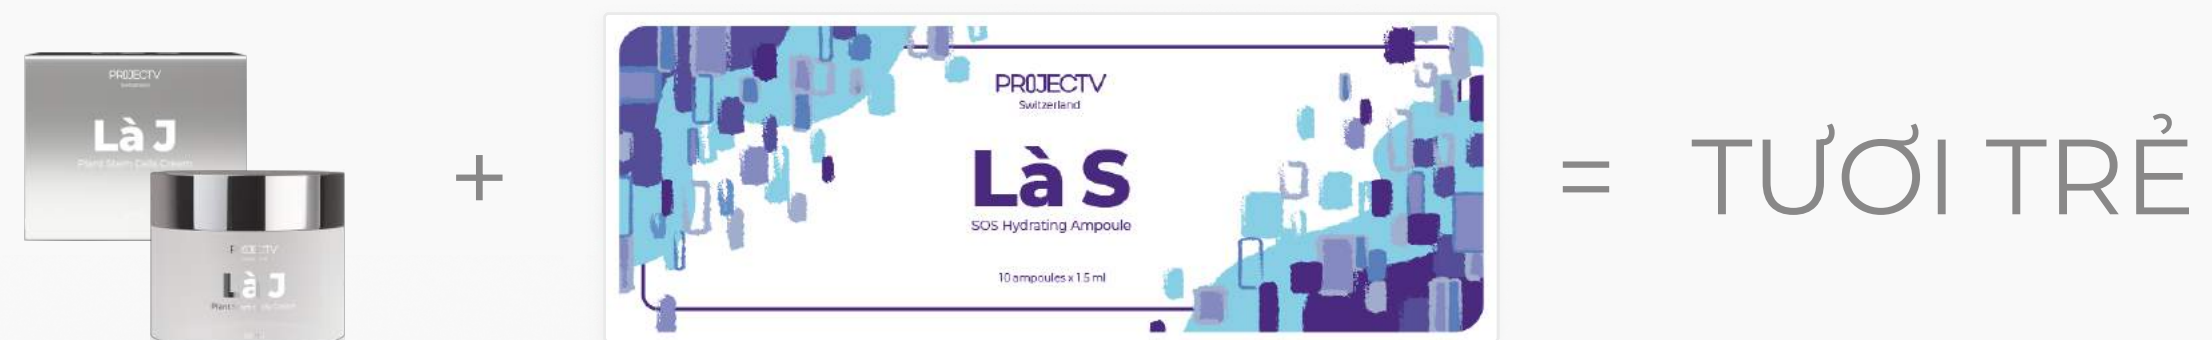 PROJECTV
Switzerland
Là J
Plant Stem Cells Cream
Là J
+
PROJECTV
Switzerland
Là S
SOS Hydrating Ampoule
10 ampoules x 1.5 ml
= TƯƠI TRẺ